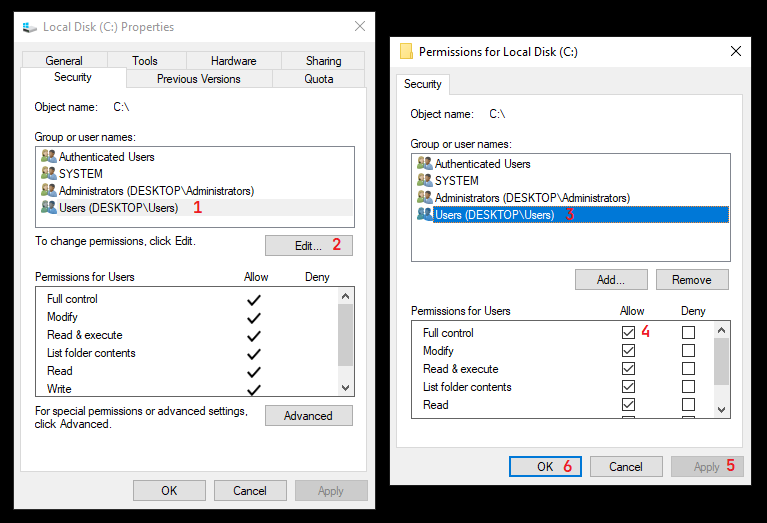 Local Disk (C:) Properties
General Tools Hardware Sharing
Security Previous Versions Quota
Object name: C:\
Group or user names:
Authenticated Users
SYSTEM
Administrators (DESKTOP\Administrators)
Users (DESKTOP\Users) 1
To change permissions, click Edit.
Edit... 2
Permissions for Users Allow Deny
Full control
Modify
Read & execute
List folder contents
Read
Write
For special permissions or advanced settings,
click Advanced.
Advanced
OK Cancel Apply
Permissions for Local Disk (C:)
Security
Object name: C:\
Group or user names:
Authenticated Users
SYSTEM
Administrators (DESKTOP\Administrators)
Users (DESKTOP\Users) 3
Add... Remove
Permissions for Users Allow Deny
Full control 4
Modify
Read & execute
List folder contents
Read
OK 6 Cancel Apply 5